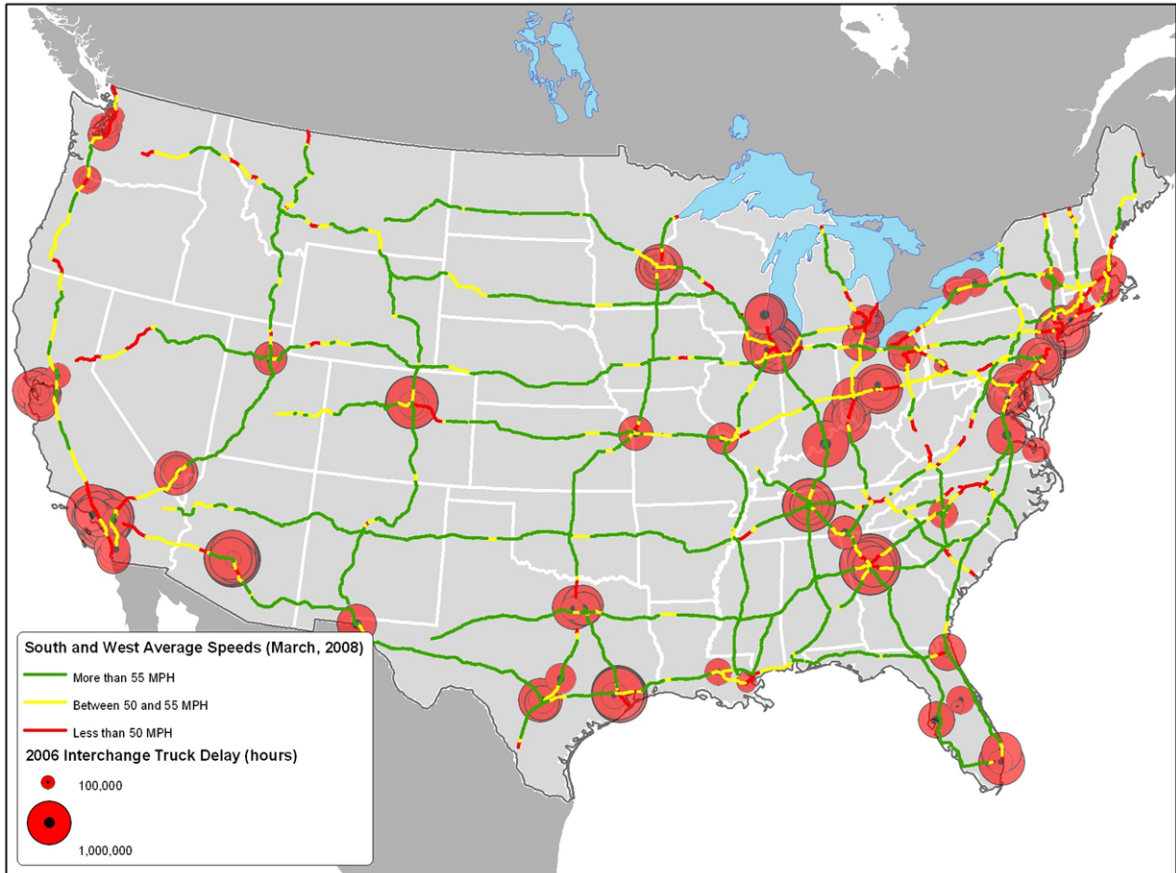 South and West Average Speeds (March, 2008)
More than 55 MPH
Between 50 and 55 MPH
Less than 50 MPH
2006 Interchange Truck Delay (hours)
100,000
1,000,000